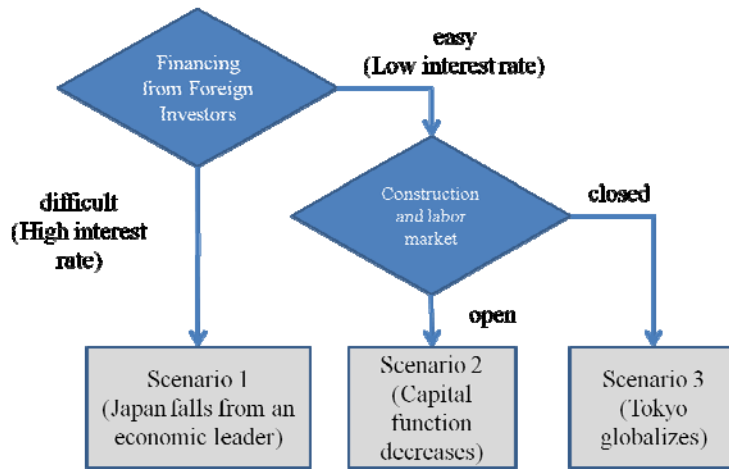 Financing
from Foreign
Investors
easy
(Low interest rate)
difficult
(High interest
rate)
Construction
and labor
market
closed
open
Scenario 1
(Japan falls from an
economic leader)
Scenario 2
(Capital
function
decreases)
Scenario 3
(Tokyo
globalizes)